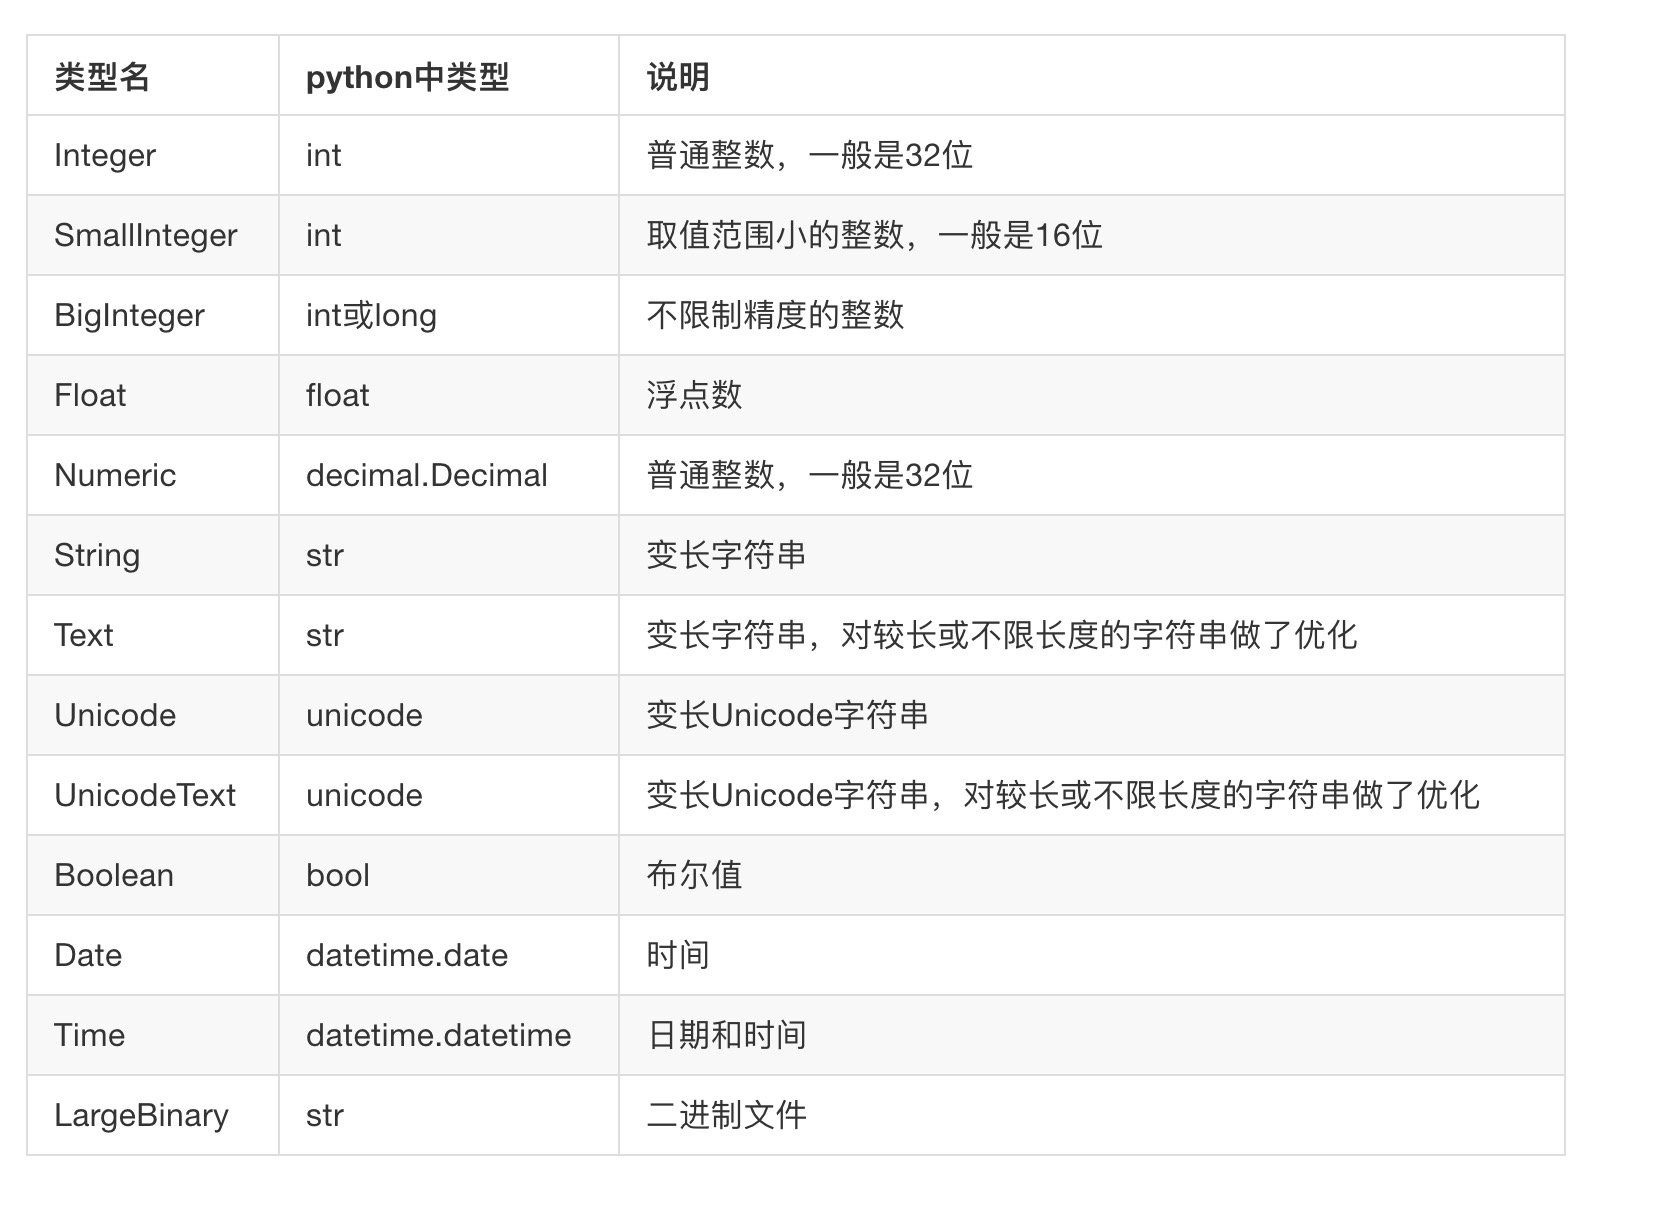 类型名 python中类型 说明
Integer int 普通整数，一般是32位
SmallInteger int 取值范围小的整数，一般是16位
BigInteger int或long 不限制精度的整数
Float float 浮点数
Numeric decimal.Decimal 普通整数，一般是32位
String str 变长字符串
Text str 变长字符串，对较长或不限长度的字符串做了优化
Unicode unicode 变长Unicode字符串
UnicodeText unicode 变长Unicode字符串，对较长或不限长度的字符串做了优化
Boolean bool 布尔值
Date datetime.date 时间
Time datetime.datetime 日期和时间
LargeBinary str 二进制文件